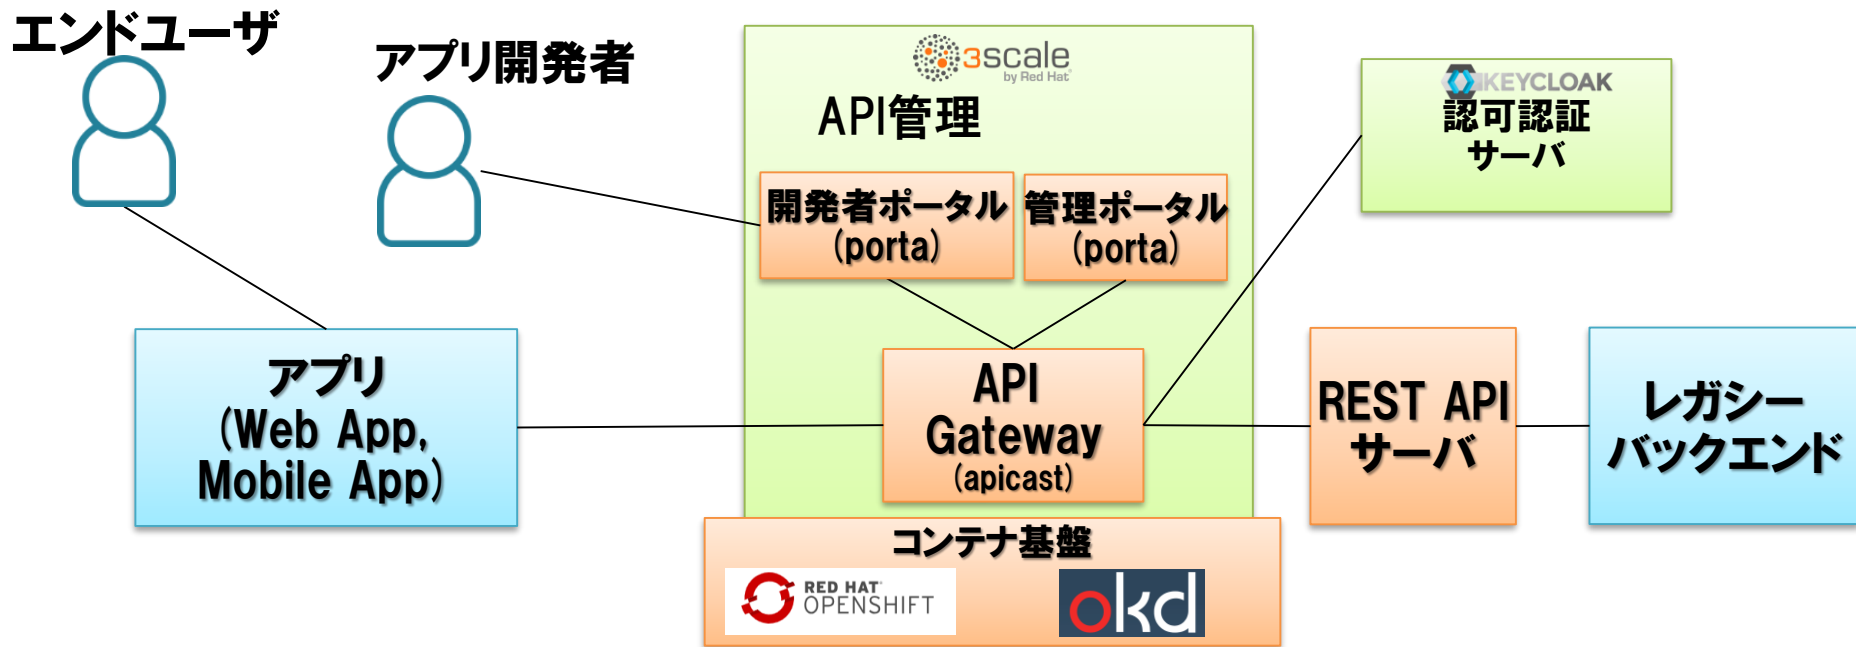 エンドユーザ
アプリ開発者
3scale
by Red Hat
API管理
KEYCLOAK
認可認証
サーバ
開発者ポータル
(porta)
管理ポータル
(porta)
アプリ
(Web App,
Mobile App)
API
Gateway
(apicast)
REST API
サーバ
レガシー
バックエンド
コンテナ基盤
RED HAT
OPENSHIFT
okd